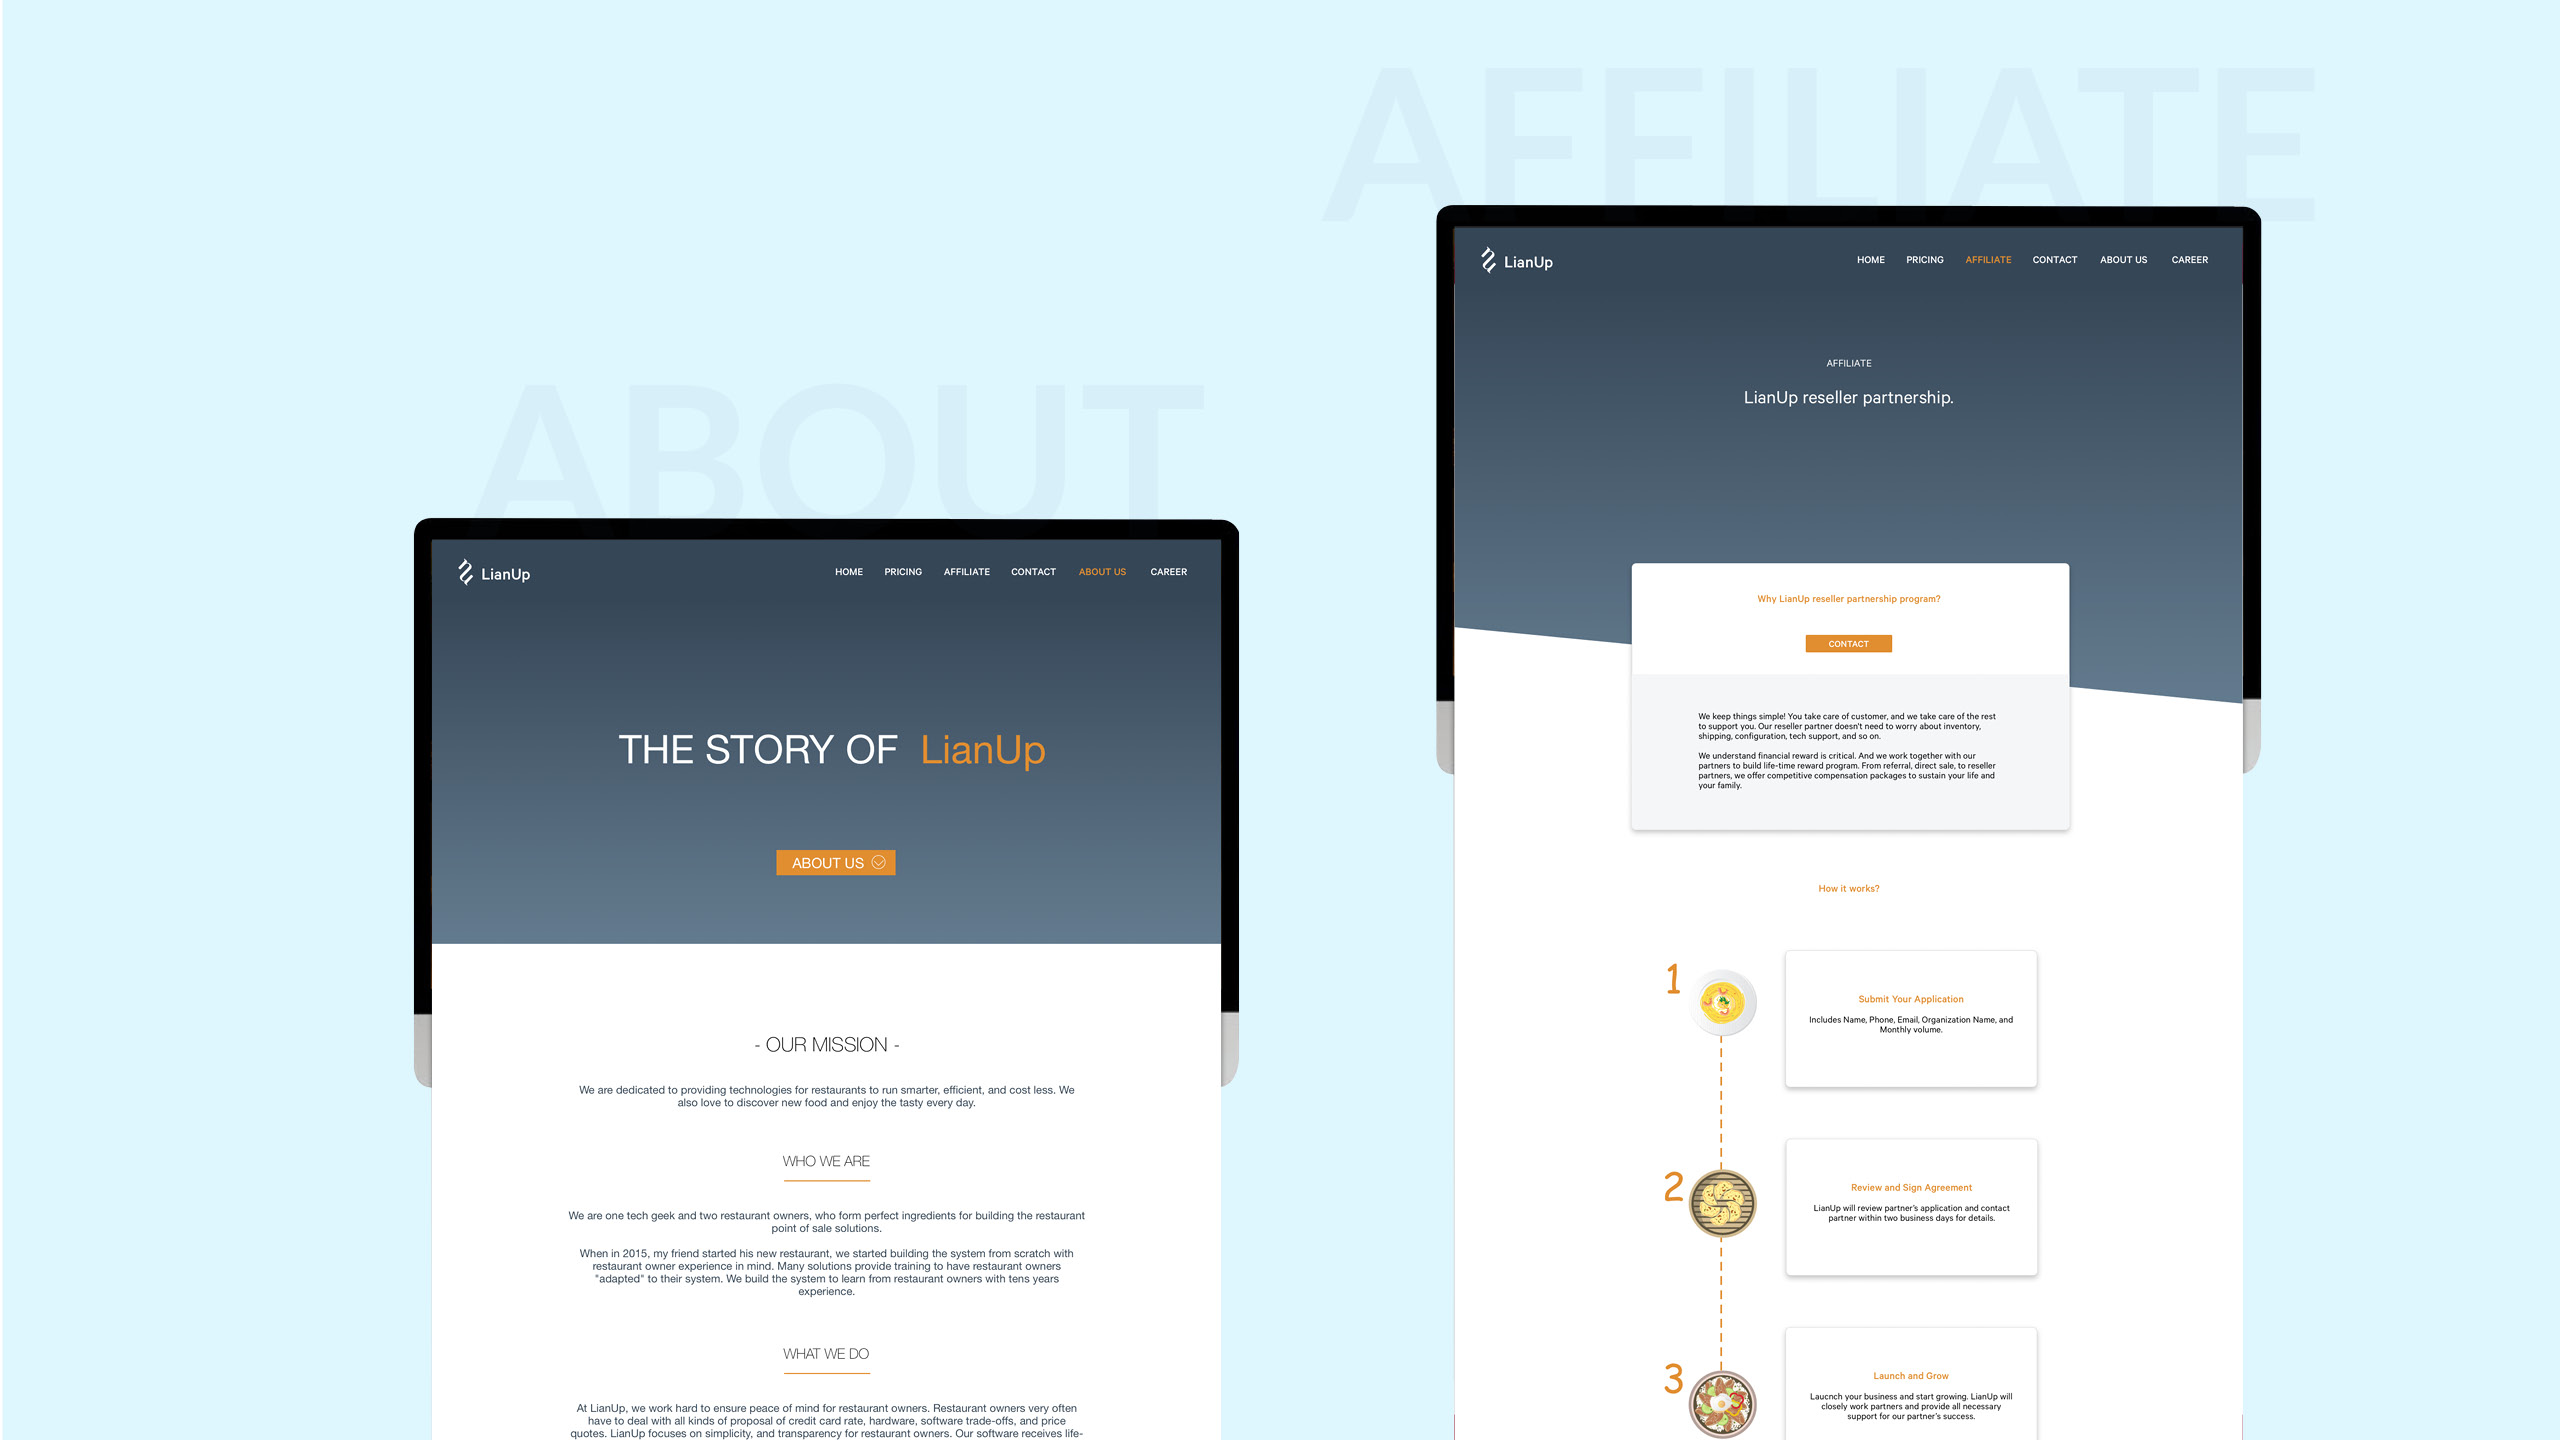 ABOUT
LianUp
HOME PRICING AFFILIATE CONTACT ABOUT US CAREER
THE STORY OF LianUp
ABOUT US
- OUR MISSION -
We are dedicated to providing technologies for restaurants to run smarter, efficient, and cost less. We
also love to discover new food and enjoy the tasty every day.
WHO WE ARE
We are one tech geek and two restaurant owners, who form perfect ingredients for building the restaurant
point of sale solutions.
When in 2015, my friend started his new restaurant, we started building the system from scratch with
restaurant owner experience in mind. Many solutions provide training to have restaurant owners
"adapted" to their system. We build the system to learn from restaurant owners with tens years
experience.
WHAT WE DO
At LianUp, we work hard to ensure peace of mind for restaurant owners. Restaurant owners very often
have to deal with all kinds of proposal of credit card rate, hardware, software trade-offs, and price
quotes. LianUp focuses on simplicity, and transparency for restaurant owners. Our software receives life-
AFFILIATE
LianUp
HOME PRICING AFFILIATE CONTACT ABOUT US CAREER
AFFILIATE
LianUp reseller partnership.
Why LianUp reseller partnership program?
CONTACT
We keep things simple! You take care of customer, and we take care of the rest
to support you. Our reseller partner doesn't need to worry about inventory,
shipping, configuration, tech support, and so on.
We understand financial reward is critical. And we work together with our
partners to build life-time reward program. From referral, direct sale, to reseller
partners, we offer competitive compensation packages to sustain your life and
your family.
How it works?
1
Submit Your Application
Includes Name, Phone, Email, Organization Name, and
Monthly volume.
2
Review and Sign Agreement
LianUp will review partner's application and contact
partner within two business days for details.
3
Launch and Grow
Laucnch your business and start growing. LianUp will
closely work partners and provide all necessary
support for our partner's success.